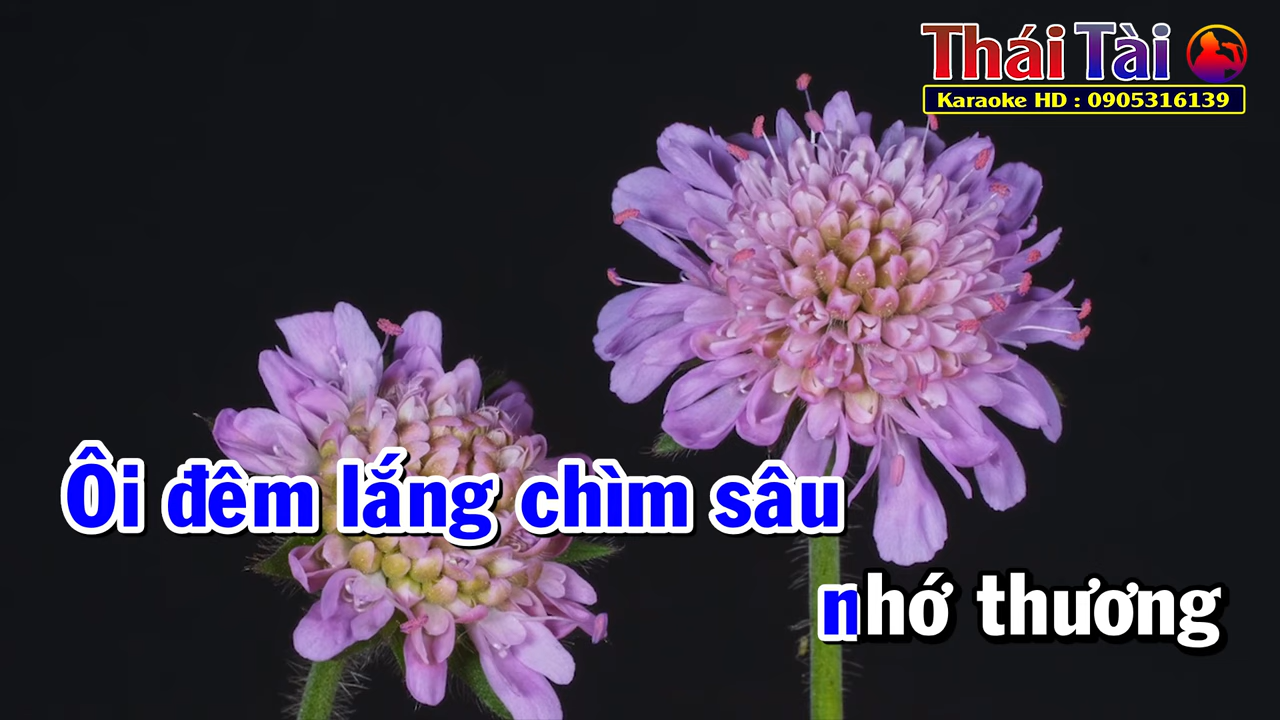 Thái Tài
Karaoke HD : 0905316139
Ôi đêm lắng chìm sâu
nhớ thương